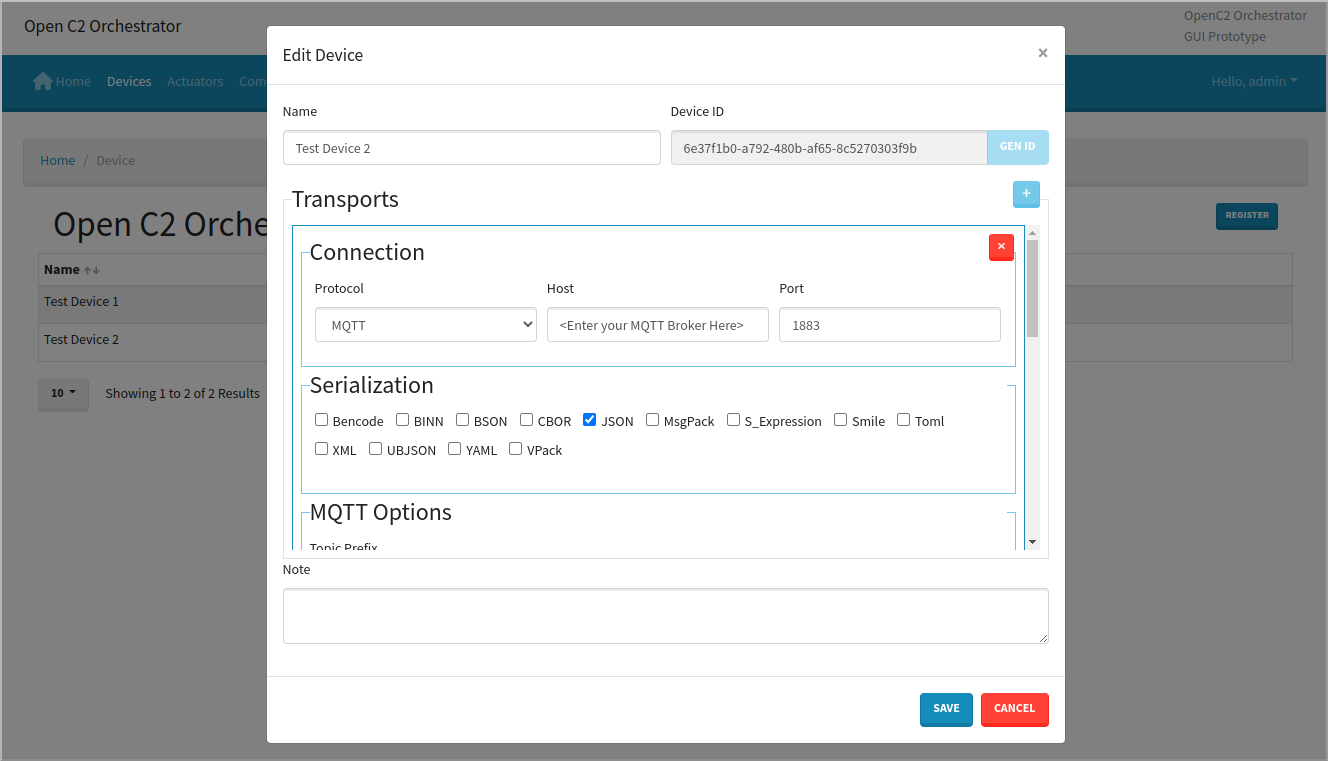 Open C2 Orchestrator
OpenC2 Orchestrator
GUI Prototype
Home Devices Actuators Com
Hello, admin
Home / Device
Open C2 Orche
REGISTER
Name
Test Device 1
Test Device 2
10
Showing 1 to 2 of 2 Results
Edit Device
×
Name
Device ID
Test Device 2
6e37f1b0-a792-480b-af65-8c5270303f9b
GEN ID
Transports
+
Connection
×
Protocol Host Port
MQTT <Enter your MQTT Broker Here> 1883
Serialization
Bencode BINN BSON CBOR JSON MsgPack S_Expression Smile Toml
XML UBJSON YAML VPack
MQTT Options
Topic Prefix
Note
SAVE CANCEL